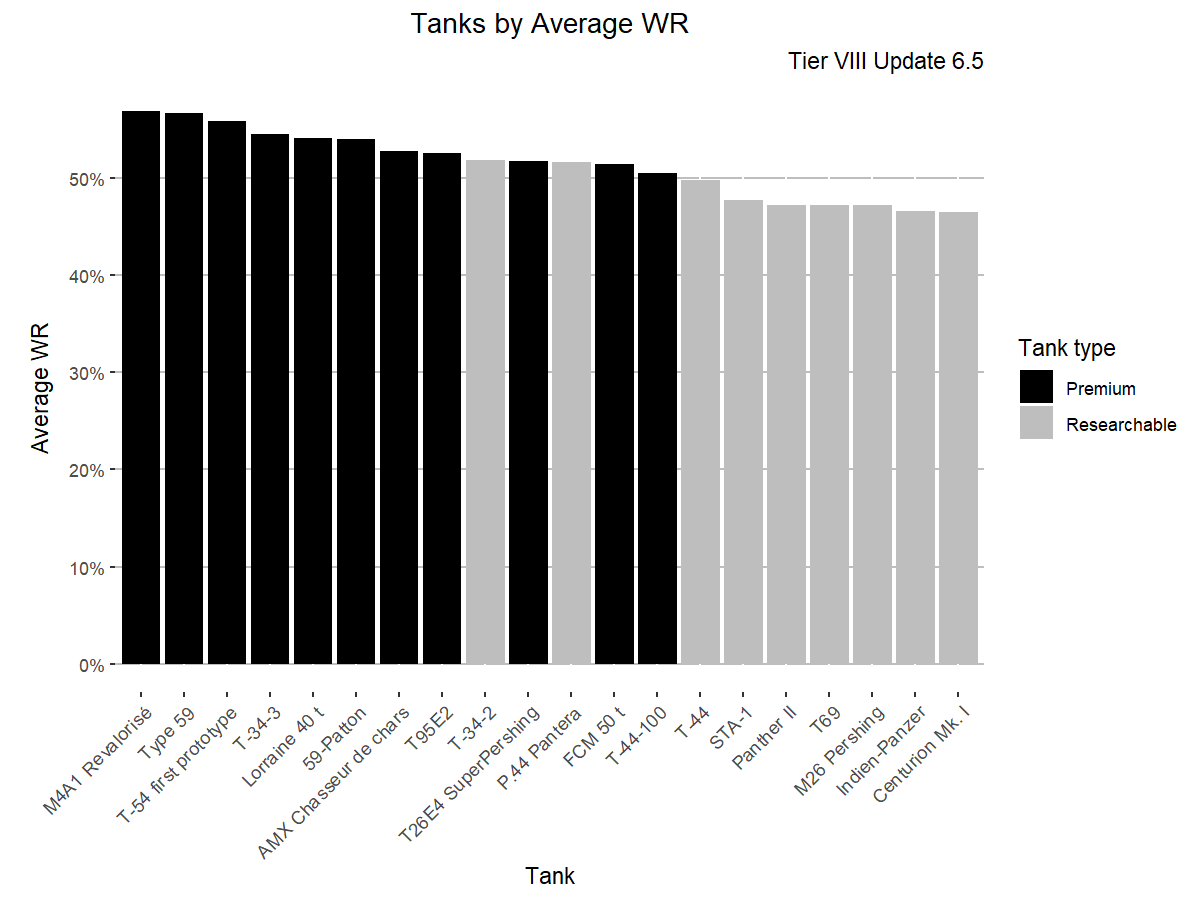 Tanks by Average WR
Tier VIII Update 6.5
Average WR
50%
40%
30%
20%
10%
0%
M4A1 Revalorisé
Type 59
T-54 first prototype
T-34-3
Lorraine 40 t
59-Patton
AMX Chasseur de chars
T95E2
T-34-2
T26E4 SuperPershing
P.44 Pantera
FCM 50 t
T-44-100
T-44
STA-1
Panther II
T69
M26 Pershing
Indien-Panzer
Centurion Mk. I
Tank
Tank type
Premium
Researchable